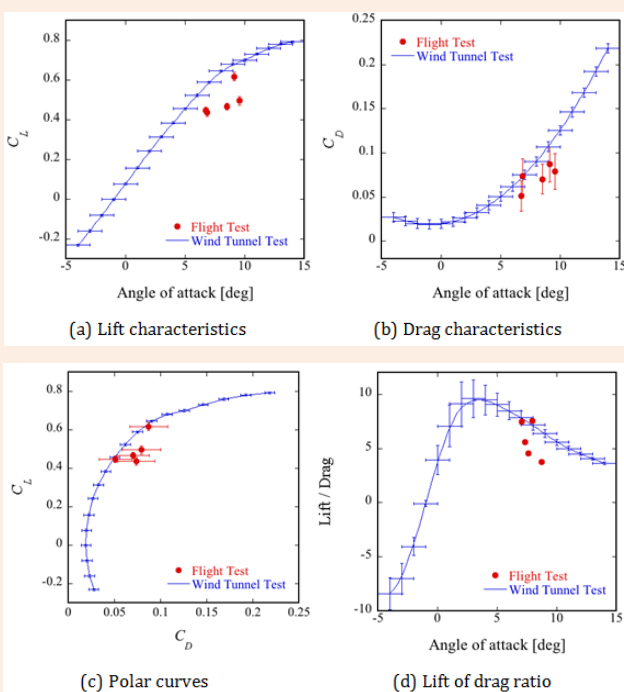 0.8
0.6
0.4
0.2
0
-0.2
C_L
-5
0
5
10
15
Angle of attack [deg]
Flight Test
Wind Tunnel Test
(a) Lift characteristics
0.25
0.2
0.15
0.1
0.05
0
C_D
-5
0
5
10
15
Angle of attack [deg]
Flight Test
Wind Tunnel Test
(b) Drag characteristics
0.8
0.6
0.4
0.2
0
-0.2
C_L
0
0.05
0.1
0.15
0.2
0.25
C_D
Flight Test
Wind Tunnel Test
(c) Polar curves
10
5
0
-5
-10
Lift / Drag
-5
0
5
10
15
Angle of attack [deg]
Flight Test
Wind Tunnel Test
(d) Lift of drag ratio